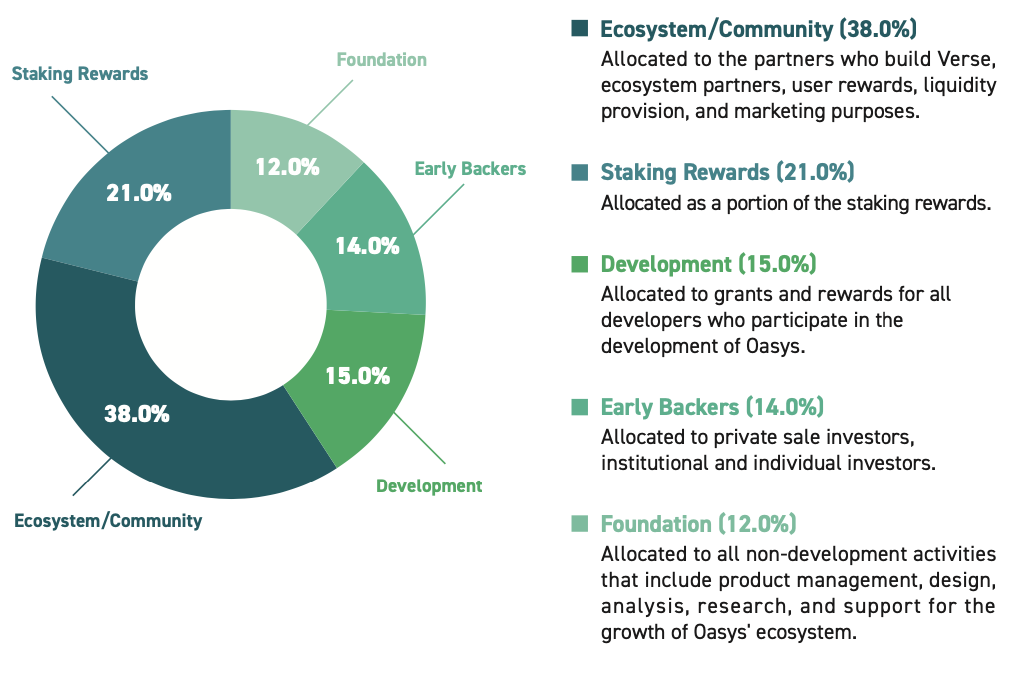 Foundation
Staking Rewards
Early Backers
12.0%
21.0%
14.0%
15.0%
38.0%
Development
Ecosystem/Community
Ecosystem/Community (38.0%)
Allocated to the partners who build Verse,
ecosystem partners, user rewards, liquidity
provision, and marketing purposes.
Staking Rewards (21.0%)
Allocated as a portion of the staking rewards.
Development (15.0%)
Allocated to grants and rewards for all
developers who participate in the
development of Oasys.
Early Backers (14.0%)
Allocated to private sale investors,
institutional and individual investors.
Foundation (12.0%)
Allocated to all non-development activities
that include product management, design,
analysis, research, and support for the
growth of Oasys' ecosystem.